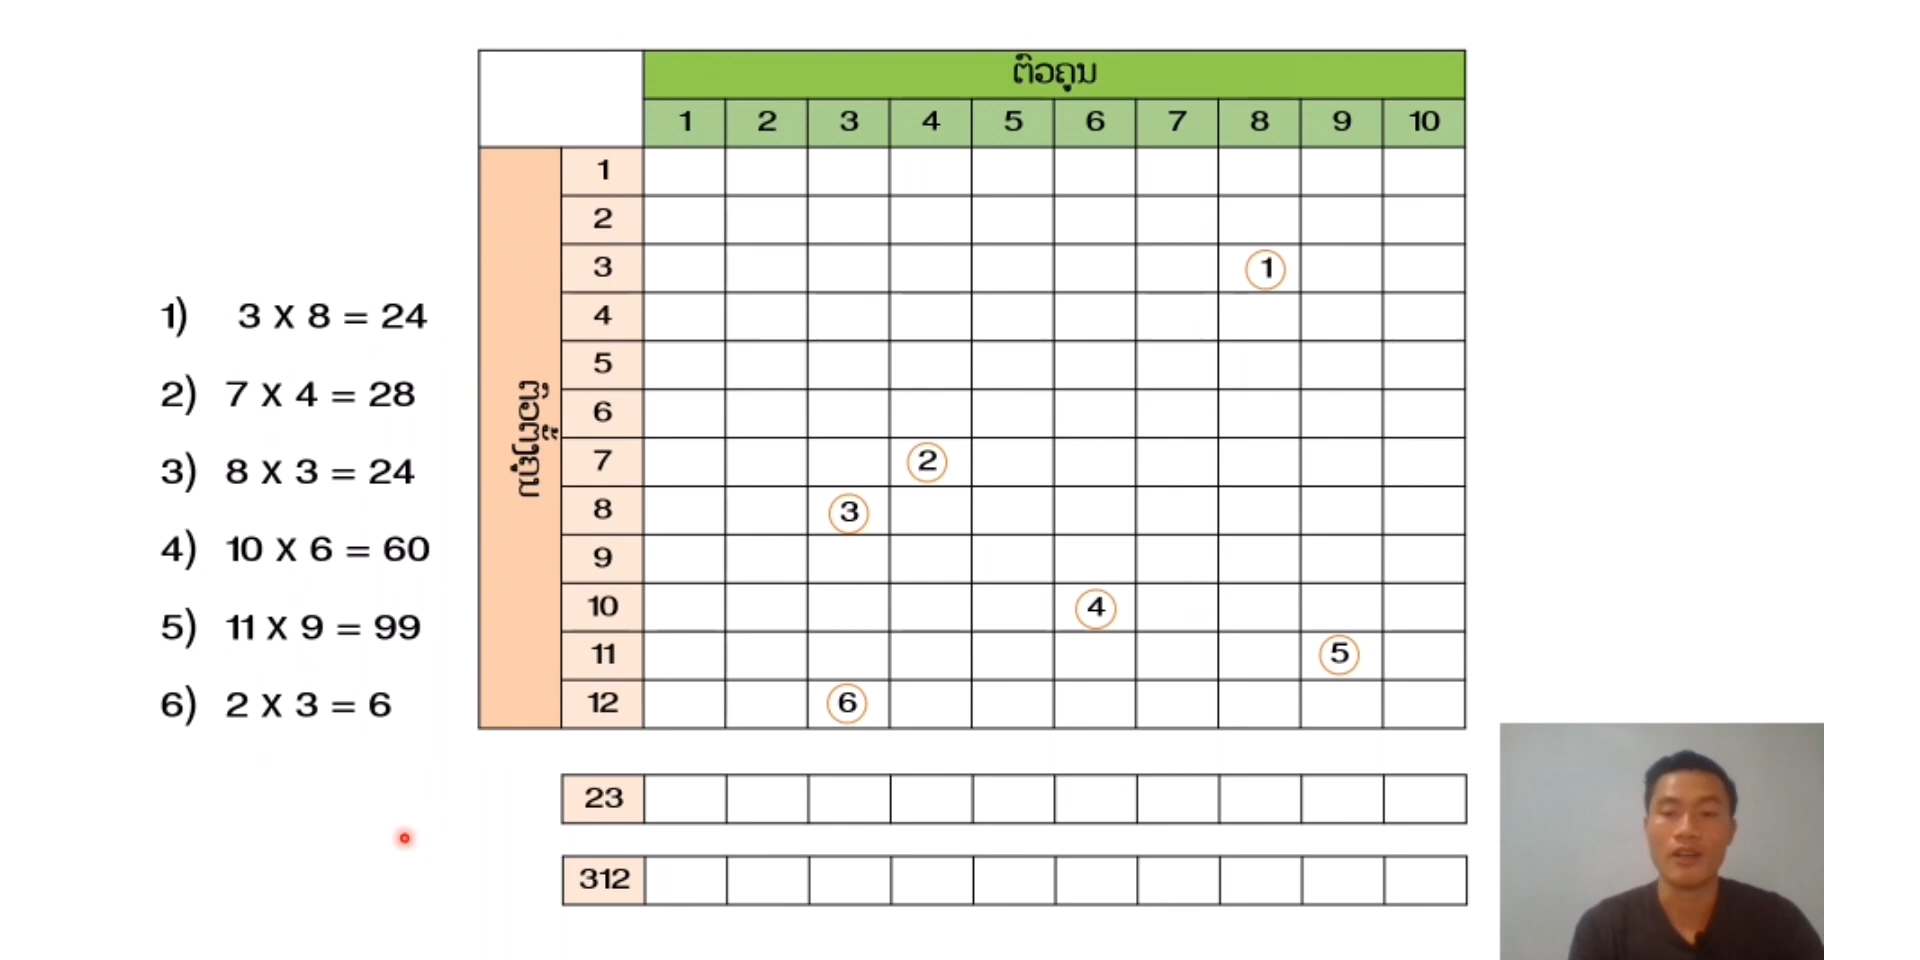 ຕົວຄູນ
1 2 3 4 5 6 7 8 9 10
ຕົວຕັ້ງຄູນ
1
2
3 1
4
5
6
7 2
8 3
9
10 4
11 5
12 6
23
312
1) 3 X 8 = 24
2) 7 X 4 = 28
3) 8 X 3 = 24
4) 10 X 6 = 60
5) 11 X 9 = 99
6) 2 X 3 = 6